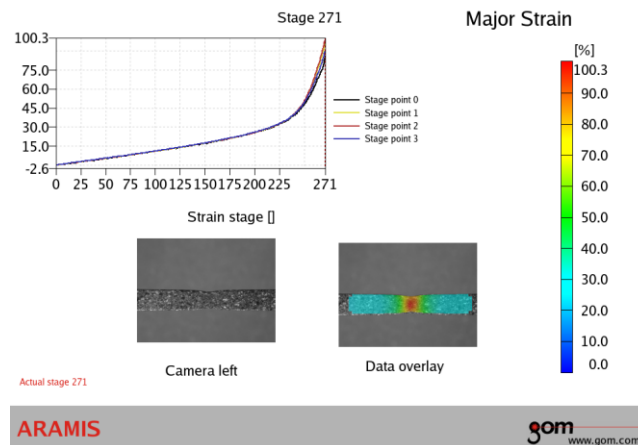 Stage 271
Major Strain
100.3
75.0
60.0
45.0
30.0
15.0
-2.6
0 25 50 75 100 125 150 175 200 225 271
Strain stage []
Stage point 0
Stage point 1
Stage point 2
Stage point 3
[%]
100.3
90.0
80.0
70.0
60.0
50.0
40.0
30.0
20.0
10.0
0.0
Camera left
Data overlay
Actual stage 271
ARAMIS
gom
www.gom.com